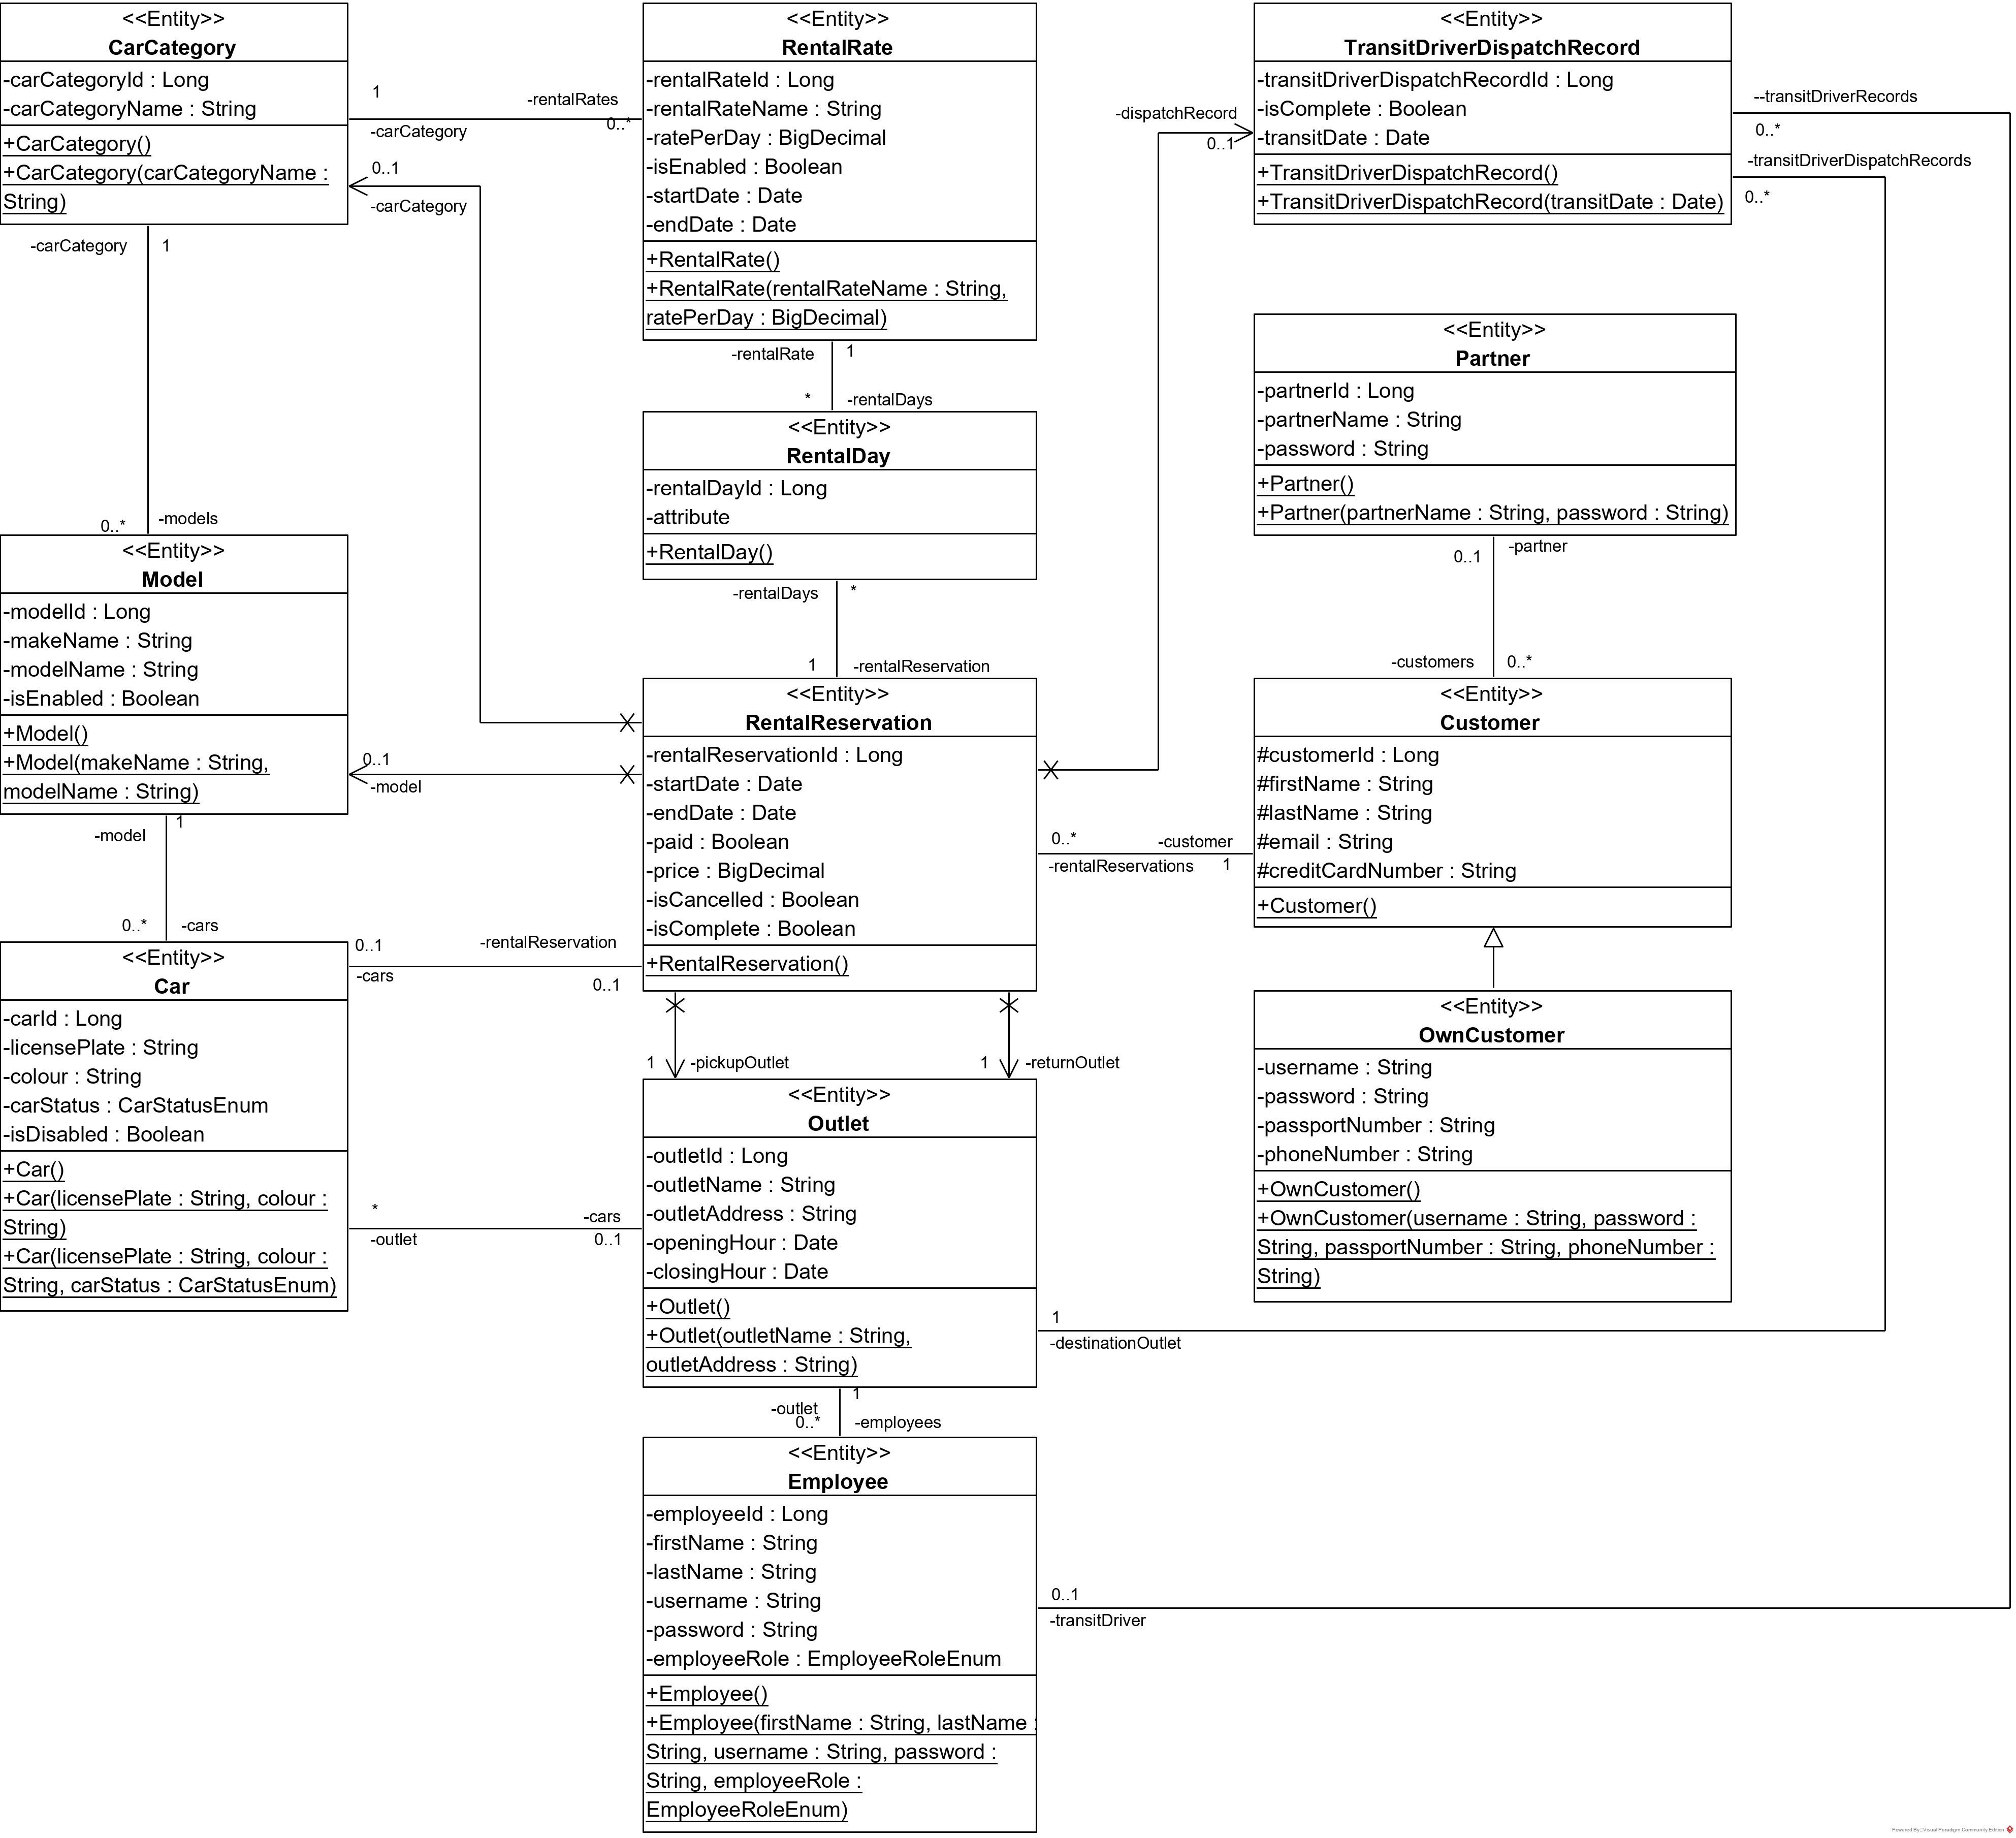 <<Entity>>
CarCategory
-carCategoryId : Long
-carCategoryName : String
+CarCategory()
+CarCategory(carCategoryName :
String)
1
-rentalRates
-carCategory
0..*
0..1
-carCategory
<<Entity>>
RentalRate
-rentalRateId : Long
-rentalRateName : String
-ratePerDay : BigDecimal
-isEnabled : Boolean
-startDate : Date
-endDate : Date
+RentalRate()
+RentalRate(rentalRateName : String,
ratePerDay : BigDecimal)
-dispatchRecord
0..1
<<Entity>>
TransitDriverDispatchRecord
-transitDriverDispatchRecordId : Long
-isComplete : Boolean
-transitDate : Date
+TransitDriverDispatchRecord()
+TransitDriverDispatchRecord(transitDate : Date)
--transitDriverRecords
0..*
-transitDriverDispatchRecords
0..*
-carCategory
1
0..*
-models
-rentalRate
1
*
-rentalDays
<<Entity>>
RentalDay
-rentalDayId : Long
-attribute
+RentalDay()
-rentalDays
*
1
-rentalReservation
<<Entity>>
Partner
-partnerId : Long
-partnerName : String
-password : String
+Partner()
+Partner(partnerName : String, password : String)
0..1
-partner
-customers
0..*
<<Entity>>
Model
-modelId : Long
-makeName : String
-modelName : String
-isEnabled : Boolean
+Model()
+Model(makeName : String,
modelName : String)
0..1
-model
-model
1
0..*
-cars
<<Entity>>
RentalReservation
-rentalReservationId : Long
-startDate : Date
-endDate : Date
-paid : Boolean
-price : BigDecimal
-isCancelled : Boolean
-isComplete : Boolean
+RentalReservation()
0..*
-customer
-rentalReservations
1
<<Entity>>
Customer
#customerId : Long
#firstName : String
#lastName : String
#email : String
#creditCardNumber : String
+Customer()
<<Entity>>
Car
-carId : Long
-licensePlate : String
-colour : String
-carStatus : CarStatusEnum
-isDisabled : Boolean
+Car()
+Car(licensePlate : String, colour :
String)
+Car(licensePlate : String, colour :
String, carStatus : CarStatusEnum)
0..1
-rentalReservation
-cars
0..1
1
-pickupOutlet
1
-returnOutlet
*
-cars
-outlet
0..1
<<Entity>>
Outlet
-outletId : Long
-outletName : String
-outletAddress : String
-openingHour : Date
-closingHour : Date
+Outlet()
+Outlet(outletName : String,
outletAddress : String)
1
-destinationOutlet
<<Entity>>
OwnCustomer
-username : String
-password : String
-passportNumber : String
-phoneNumber : String
+OwnCustomer()
+OwnCustomer(username : String, password :
String, passportNumber : String, phoneNumber :
String)
1
-outlet
0..*
-employees
<<Entity>>
Employee
-employeeId : Long
-firstName : String
-lastName : String
-username : String
-password : String
-employeeRole : EmployeeRoleEnum
+Employee()
+Employee(firstName : String, lastName :
String, username : String, password :
String, employeeRole :
EmployeeRoleEnum)
0..1
-transitDriver
Powered By Visual Paradigm Community Edition